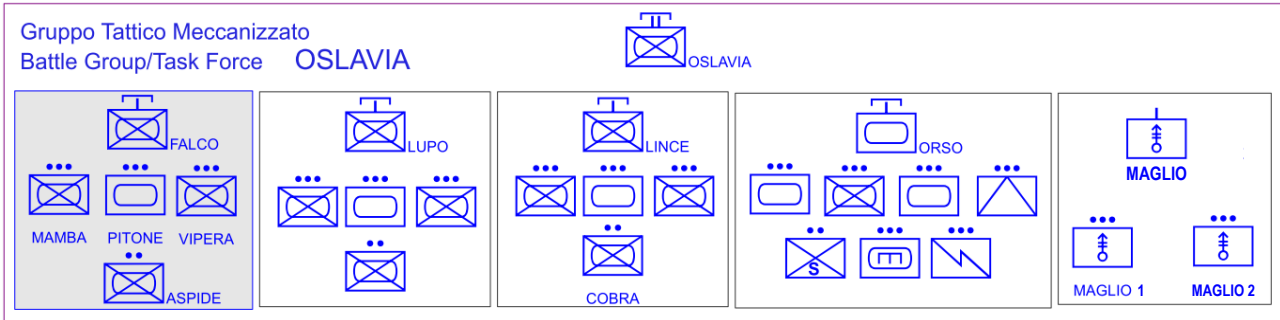 Gruppo Tattico Meccanizzato
Battle Group/Task Force OSLAVIA
OSLAVIA
FALCO
MAMBA PITONE VIPERA
ASPIDE
LUPO
LINCE
COBRA
ORSO
S
MAGLIO
MAGLIO 1 MAGLIO 2